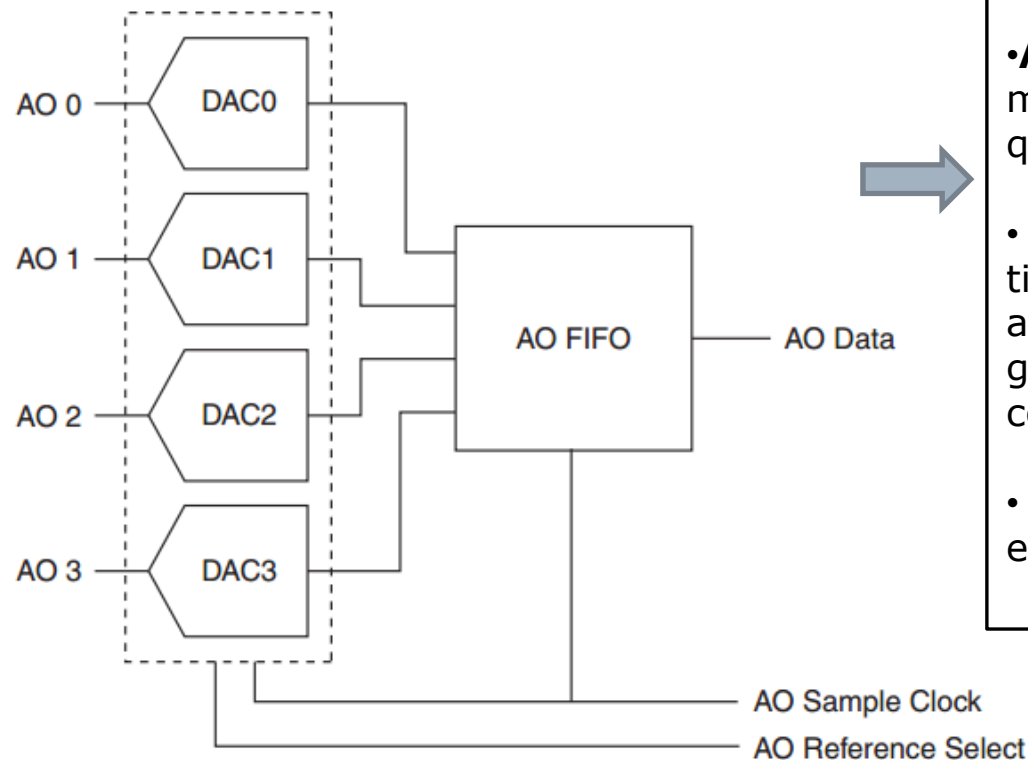 AO 0
DAC0
AO 1
DAC1
AO FIFO
AO Data
AO 2
DAC2
AO 3
DAC3
AO Sample Clock
AO Reference Select
•
•
•